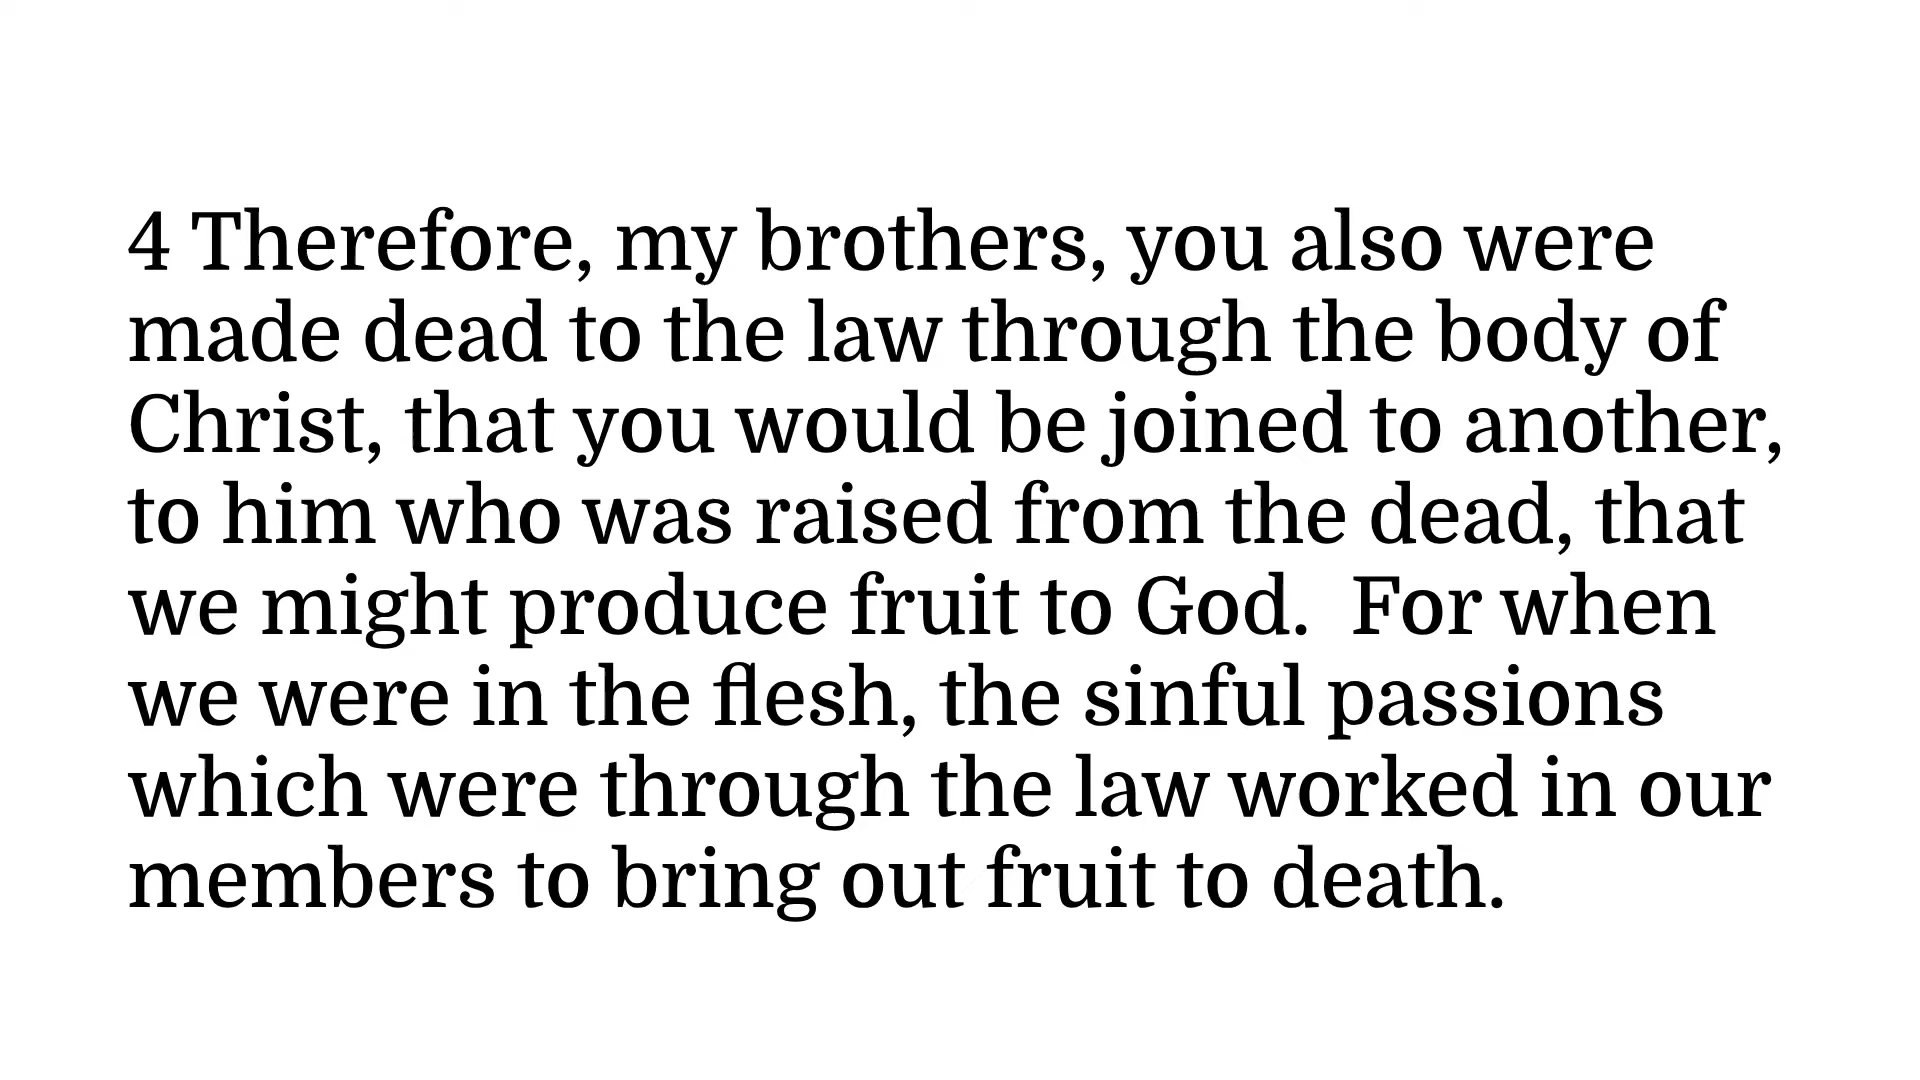 4 Therefore, my brothers, you also were
made dead to the law through the body of
Christ, that you would be joined to another,
to him who was raised from the dead, that
we might produce fruit to God.  For when
we were in the flesh, the sinful passions
which were through the law worked in our
members to bring out fruit to death.